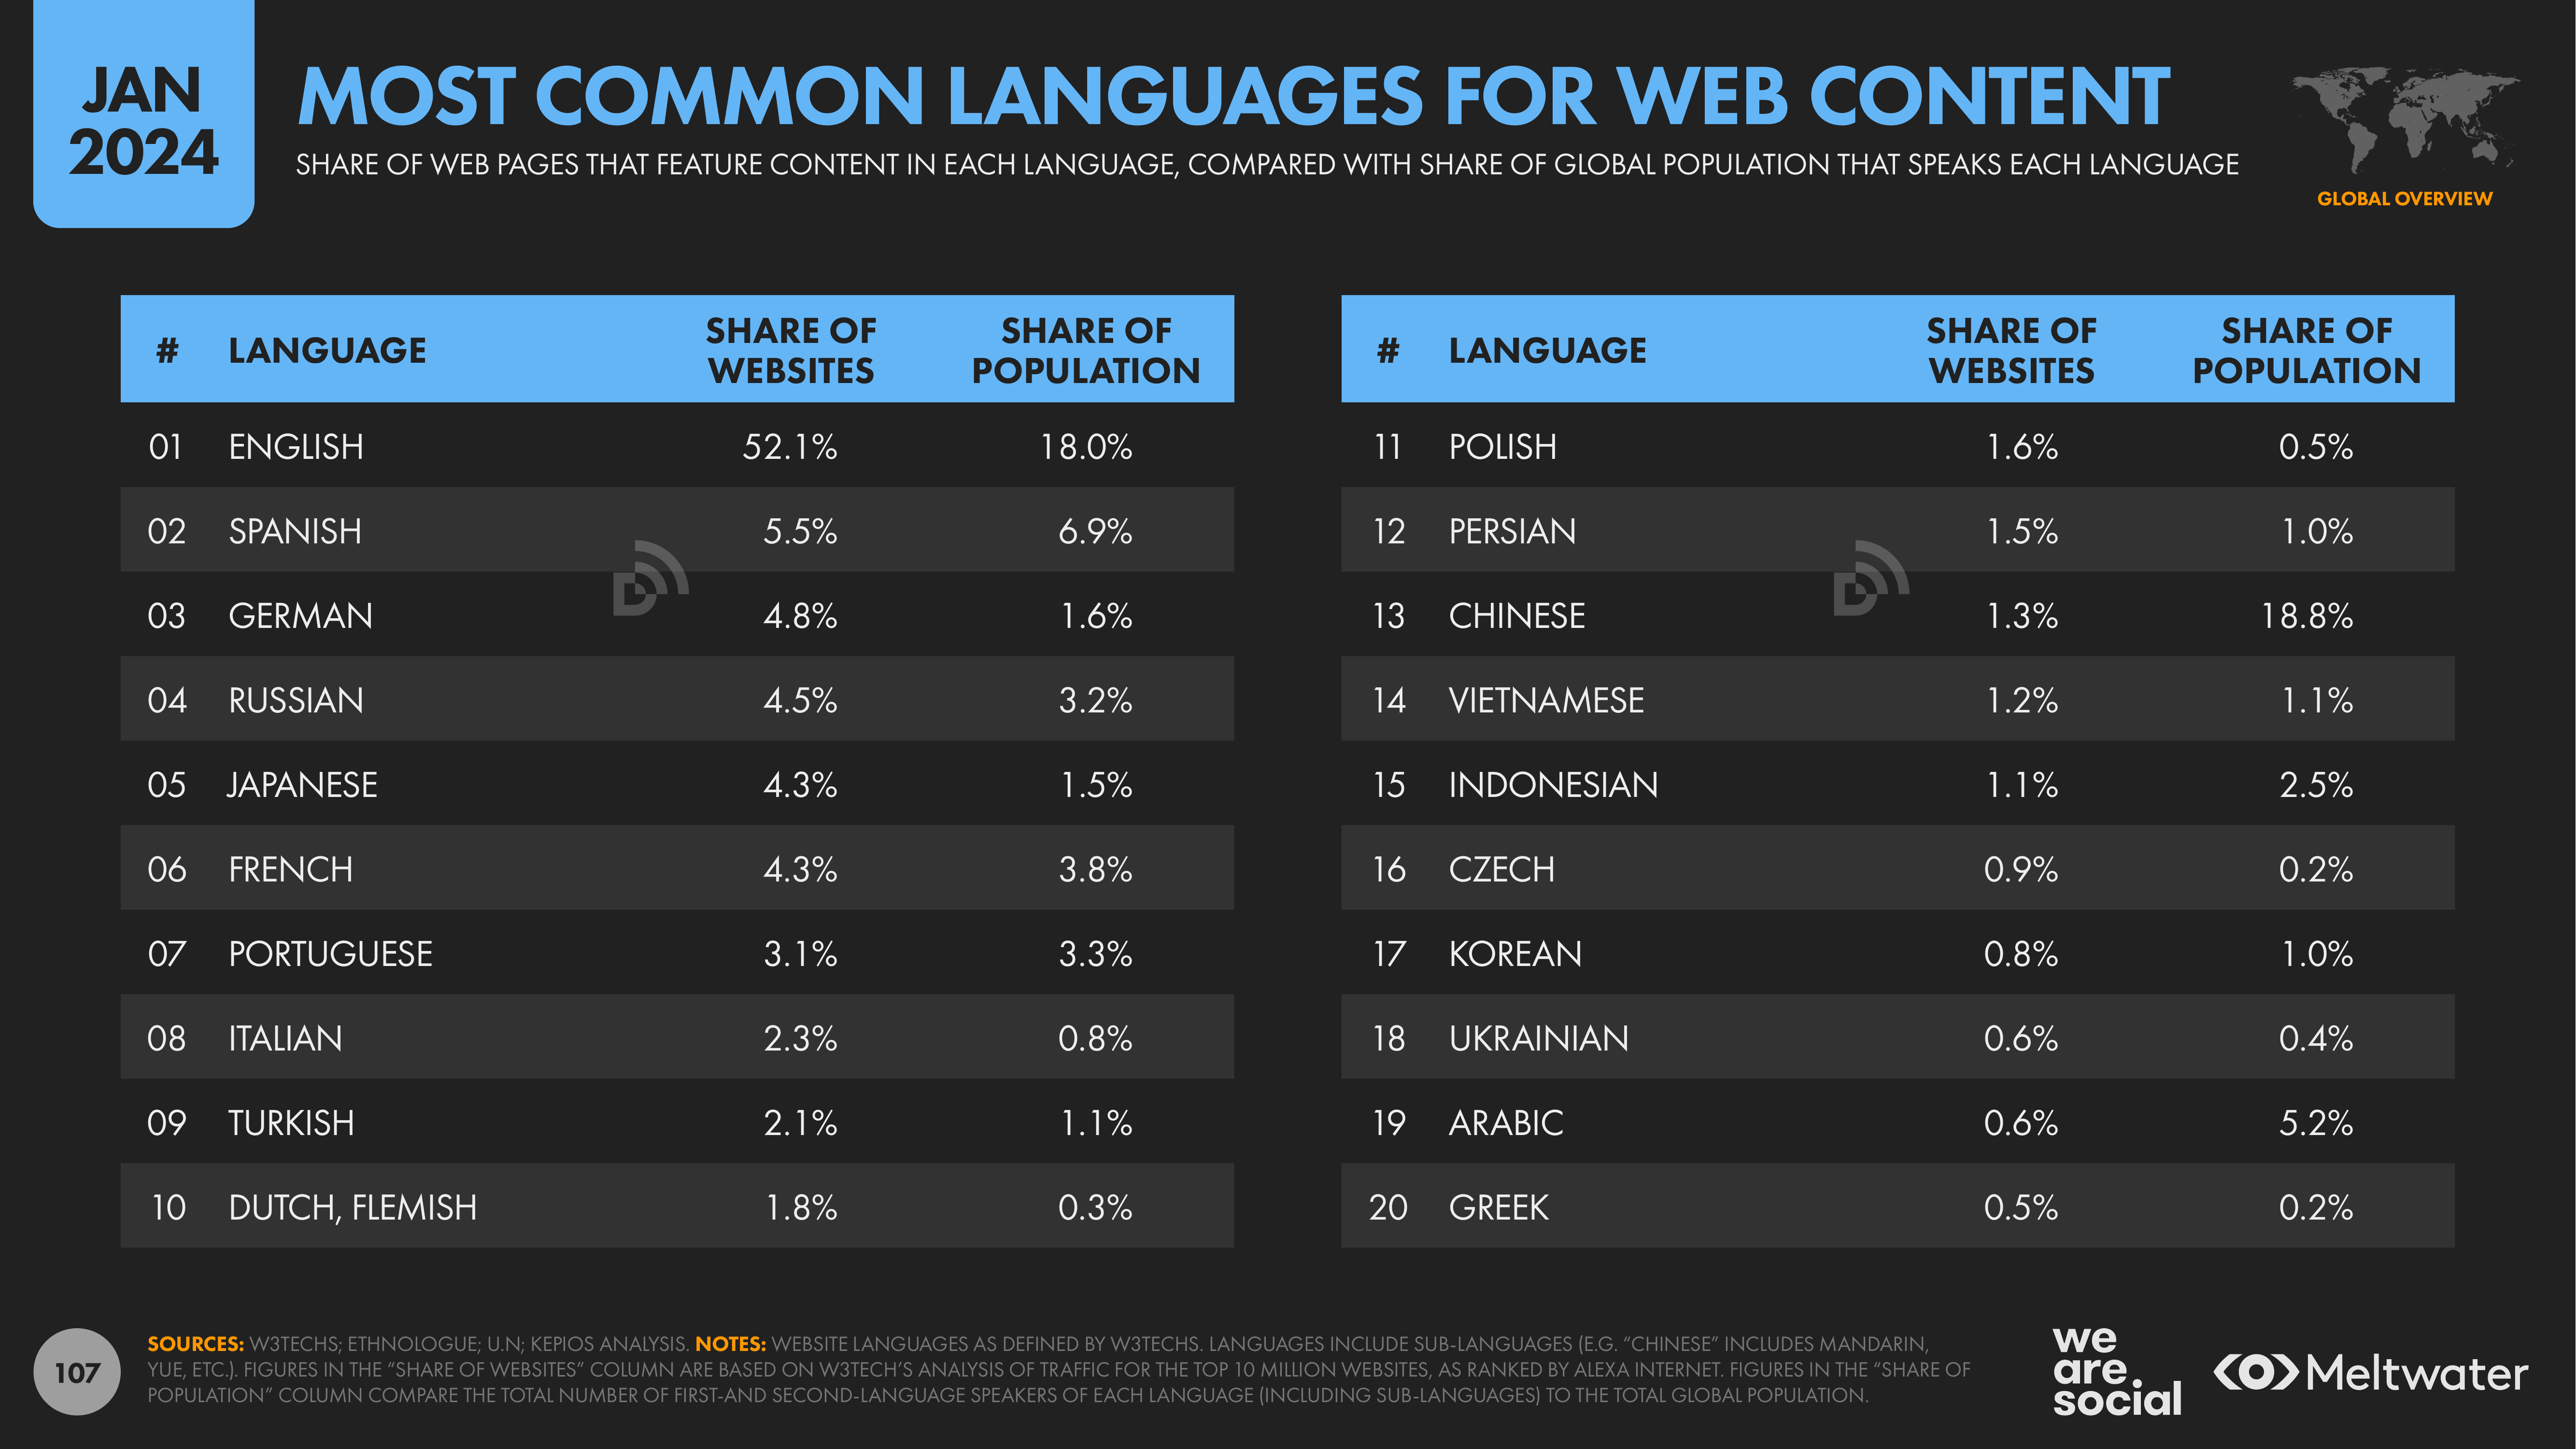 JAN
2024
MOST COMMON LANGUAGES FOR WEB CONTENT
SHARE OF WEB PAGES THAT FEATURE CONTENT IN EACH LANGUAGE, COMPARED WITH SHARE OF GLOBAL POPULATION THAT SPEAKS EACH LANGUAGE
GLOBAL OVERVIEW
# LANGUAGE SHARE OF WEBSITES SHARE OF POPULATION
01 ENGLISH 52.1% 18.0%
02 SPANISH 5.5% 6.9%
03 GERMAN 4.8% 1.6%
04 RUSSIAN 4.5% 3.2%
05 JAPANESE 4.3% 1.5%
06 FRENCH 4.3% 3.8%
07 PORTUGUESE 3.1% 3.3%
08 ITALIAN 2.3% 0.8%
09 TURKISH 2.1% 1.1%
10 DUTCH, FLEMISH 1.8% 0.3%
# LANGUAGE SHARE OF WEBSITES SHARE OF POPULATION
11 POLISH 1.6% 0.5%
12 PERSIAN 1.5% 1.0%
13 CHINESE 1.3% 18.8%
14 VIETNAMESE 1.2% 1.1%
15 INDONESIAN 1.1% 2.5%
16 CZECH 0.9% 0.2%
17 KOREAN 0.8% 1.0%
18 UKRAINIAN 0.6% 0.4%
19 ARABIC 0.6% 5.2%
20 GREEK 0.5% 0.2%
107
SOURCES: W3TECHS; ETHNOLOGUE; U.N; KEPIOS ANALYSIS. NOTES: WEBSITE LANGUAGES AS DEFINED BY W3TECHS. LANGUAGES INCLUDE SUB-LANGUAGES (E.G. “CHINESE” INCLUDES MANDARIN,
YUE, ETC.). FIGURES IN THE “SHARE OF WEBSITES” COLUMN ARE BASED ON W3TECH’S ANALYSIS OF TRAFFIC FOR THE TOP 10 MILLION WEBSITES, AS RANKED BY ALEXA INTERNET. FIGURES IN THE “SHARE OF
POPULATION” COLUMN COMPARE THE TOTAL NUMBER OF FIRST-AND SECOND-LANGUAGE SPEAKERS OF EACH LANGUAGE (INCLUDING SUB-LANGUAGES) TO THE TOTAL GLOBAL POPULATION.
we
are.
social
Meltwater